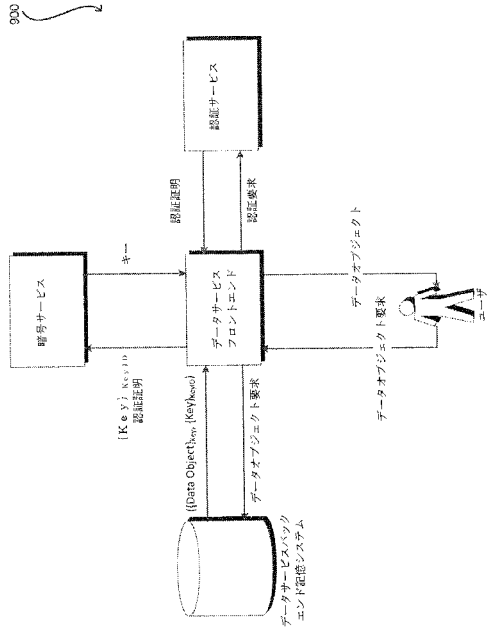 900
認証サービス
認証証明
認証要求
暗号サービス
キー
{Key}KeyID
認証証明
データサービス
フロントエンド
データオブジェクト
データオブジェクト要求
ユーザ
({Data Object}Key, {Key}KeyID)
データオブジェクト要求
データサービスバック
エンド記憶システム